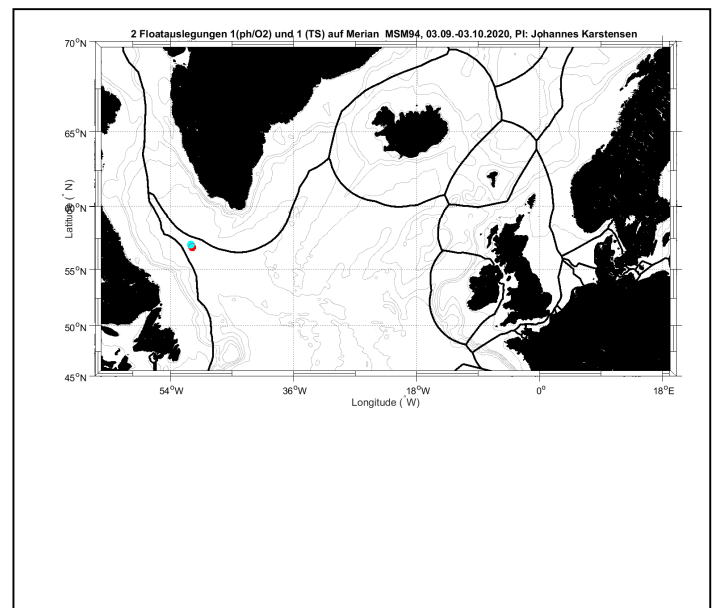 2 Floatauslegungen 1(ph/O2) und 1 (TS) auf Merian MSM94, 03.09.-03.10.2020, PI: Johannes Karstensen
70°N
65°N
60°N
55°N
50°N
45°N
Latitude (° N)
54°W
36°W
18°W
0°
18°E
Longitude (°W)